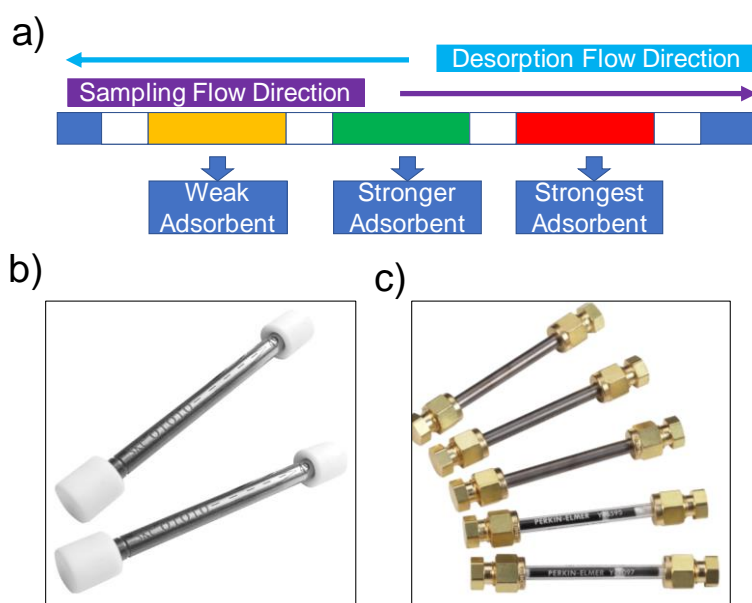 a)
Desorption Flow Direction
Sampling Flow Direction
Weak
Adsorbent
Stronger
Adsorbent
Strongest
Adsorbent
b)
c)
PERKIN-ELMER
PERKIN-ELMER